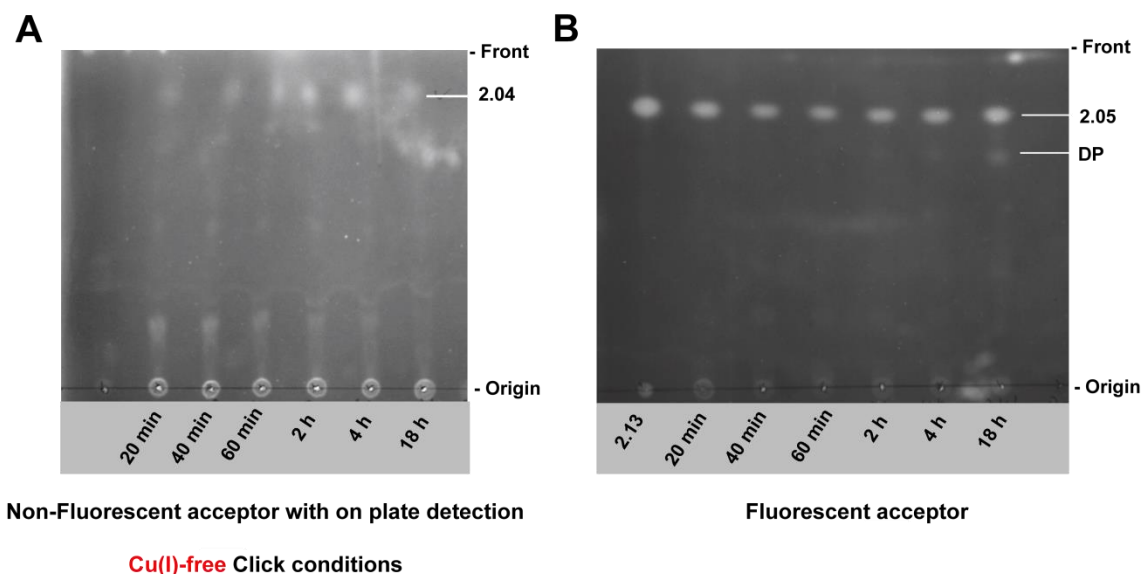 A
B
- Front
2.04
- Origin
20 min
40 min
60 min
2 h
4 h
18 h
- Front
2.05
DP
- Origin
2.13
20 min
40 min
60 min
2 h
4 h
18 h
Non-Fluorescent acceptor with on plate detection
Fluorescent acceptor
Cu(I)-free Click conditions